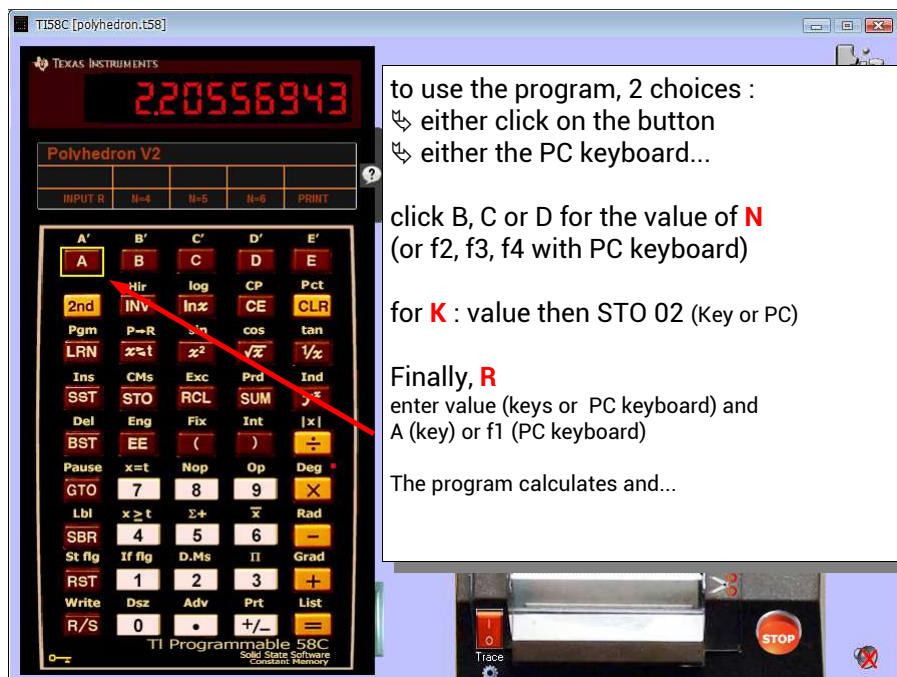 TI58C [polyhedron.t58]
TEXAS INSTRUMENTS
2.20556943
Polyhedron V2
INPUT R N=4 N=5 N=6 PRINT
?
A' B' C' D' E'
A B C D E
Hir log CP Pct
2nd INV lnx CE CLR
Pgm P→R sin cos tan
LRN x⇄t x² √x 1/x
Ins CMs Exc Prd Ind
SST STO RCL SUM yˣ
Del Eng Fix Int |x|
BST EE ( ) ÷
Pause x=t Nop Op Deg
GTO 7 8 9 ×
Lbl x≥t Σ+ x̅ Rad
SBR 4 5 6 −
St flg If flg D.Ms Π Grad
RST 1 2 3 +
Write Dsz Adv Prt List
R/S 0 • +/− =
TI Programmable 58C
Solid State Software
Constant Memory
to use the program, 2 choices :
↳ either click on the button
↳ either the PC keyboard...
click B, C or D for the value of N
(or f2, f3, f4 with PC keyboard)
for K : value then STO 02 (Key or PC)
Finally, R
enter value (keys or PC keyboard) and
A (key) or f1 (PC keyboard)
The program calculates and...
I
O
Trace
STOP